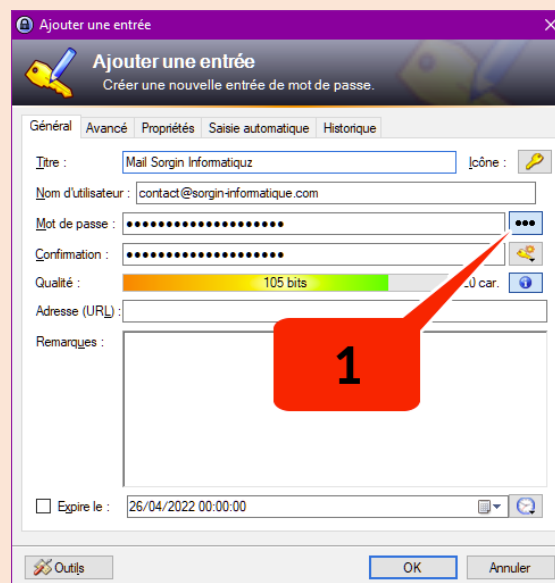 Ajouter une entrée
Ajouter une entrée
Créer une nouvelle entrée de mot de passe.
Général Avancé Propriétés Saisie automatique Historique
Titre : Mail Sorgin Informatiquz Icône :
Nom d'utilisateur : contact@sorgin-informatique.com
Mot de passe : ●●●●●●●●●●●●●●●●●●●● ●●●
Confirmation : ●●●●●●●●●●●●●●●●●●●●
Qualité : 105 bits car.
Adresse (URL) :
Remarques :
1
Expire le : 26/04/2022 00:00:00
Outils OK Annuler